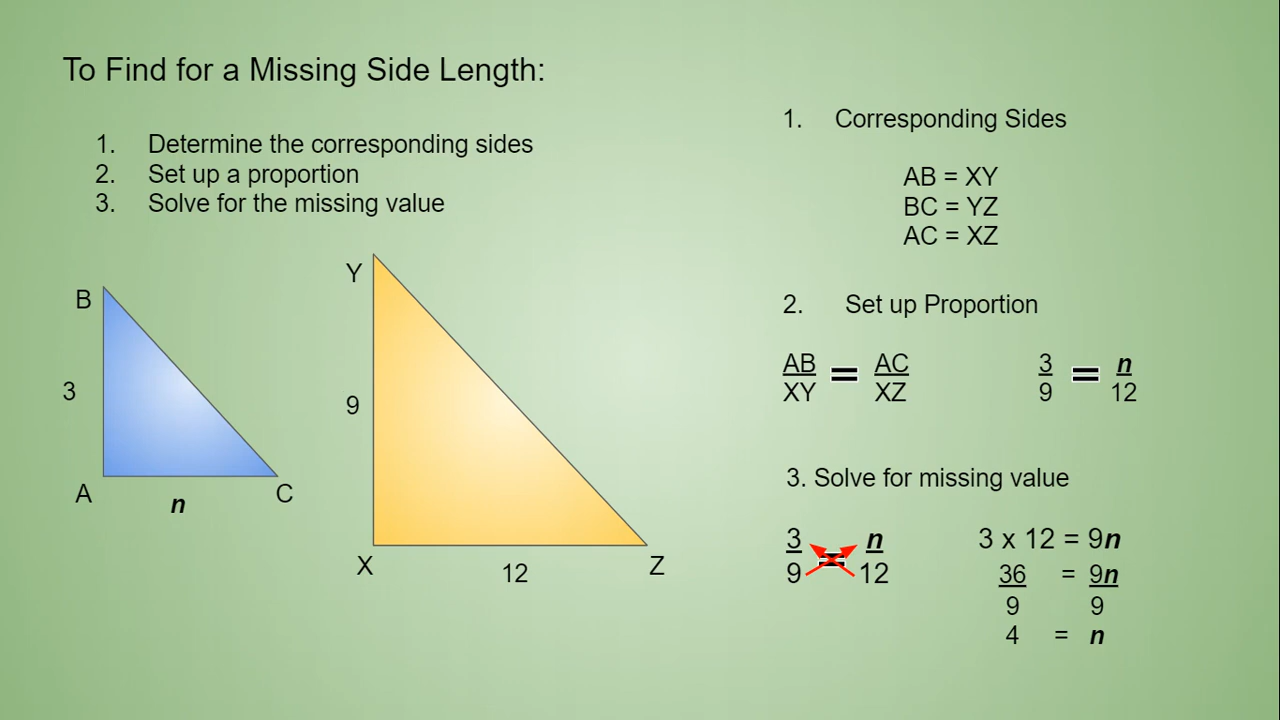 To Find for a Missing Side Length:
1. Determine the corresponding sides
2. Set up a proportion
3. Solve for the missing value
B
3
A
n
C
Y
9
X
12
Z
1. Corresponding Sides
AB = XY
BC = YZ
AC = XZ
2. Set up Proportion
AB = AC
XY XZ
3 = n
9 12
3. Solve for missing value
3 = n
9 12
3 x 12 = 9n
36 = 9n
9 9
4 = n